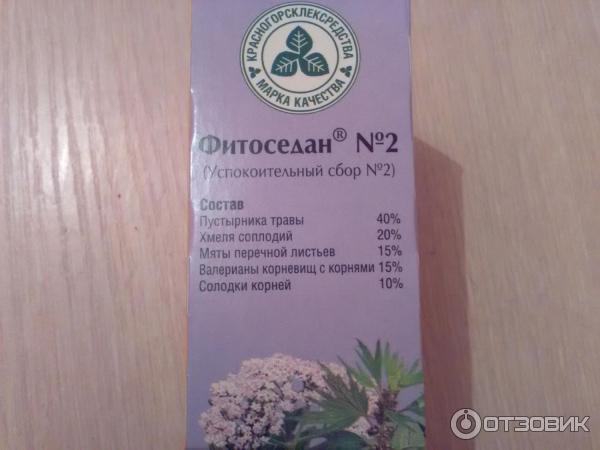 КРАСНОГОРСКЛЕКСРЕДСТВА
МАРКА КАЧЕСТВА
Фитоседан® №2
(Успокоительный сбор №2)
Состав
Пустырника травы 40%
Хмеля соплодий 20%
Мяты перечной листьев 15%
Валерианы корневищ с корнями 15%
Солодки корней 10%
ОТЗОВИК